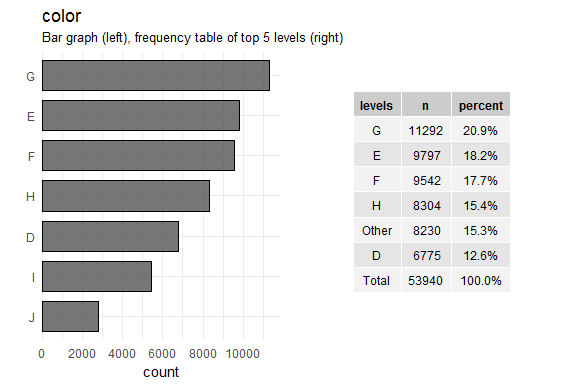 color
Bar graph (left), frequency table of top 5 levels (right)
G
E
F
H
D
I
J
0 2000 4000 6000 8000 10000
count
levels n percent
G 11292 20.9%
E 9797 18.2%
F 9542 17.7%
H 8304 15.4%
Other 8230 15.3%
D 6775 12.6%
Total 53940 100.0%